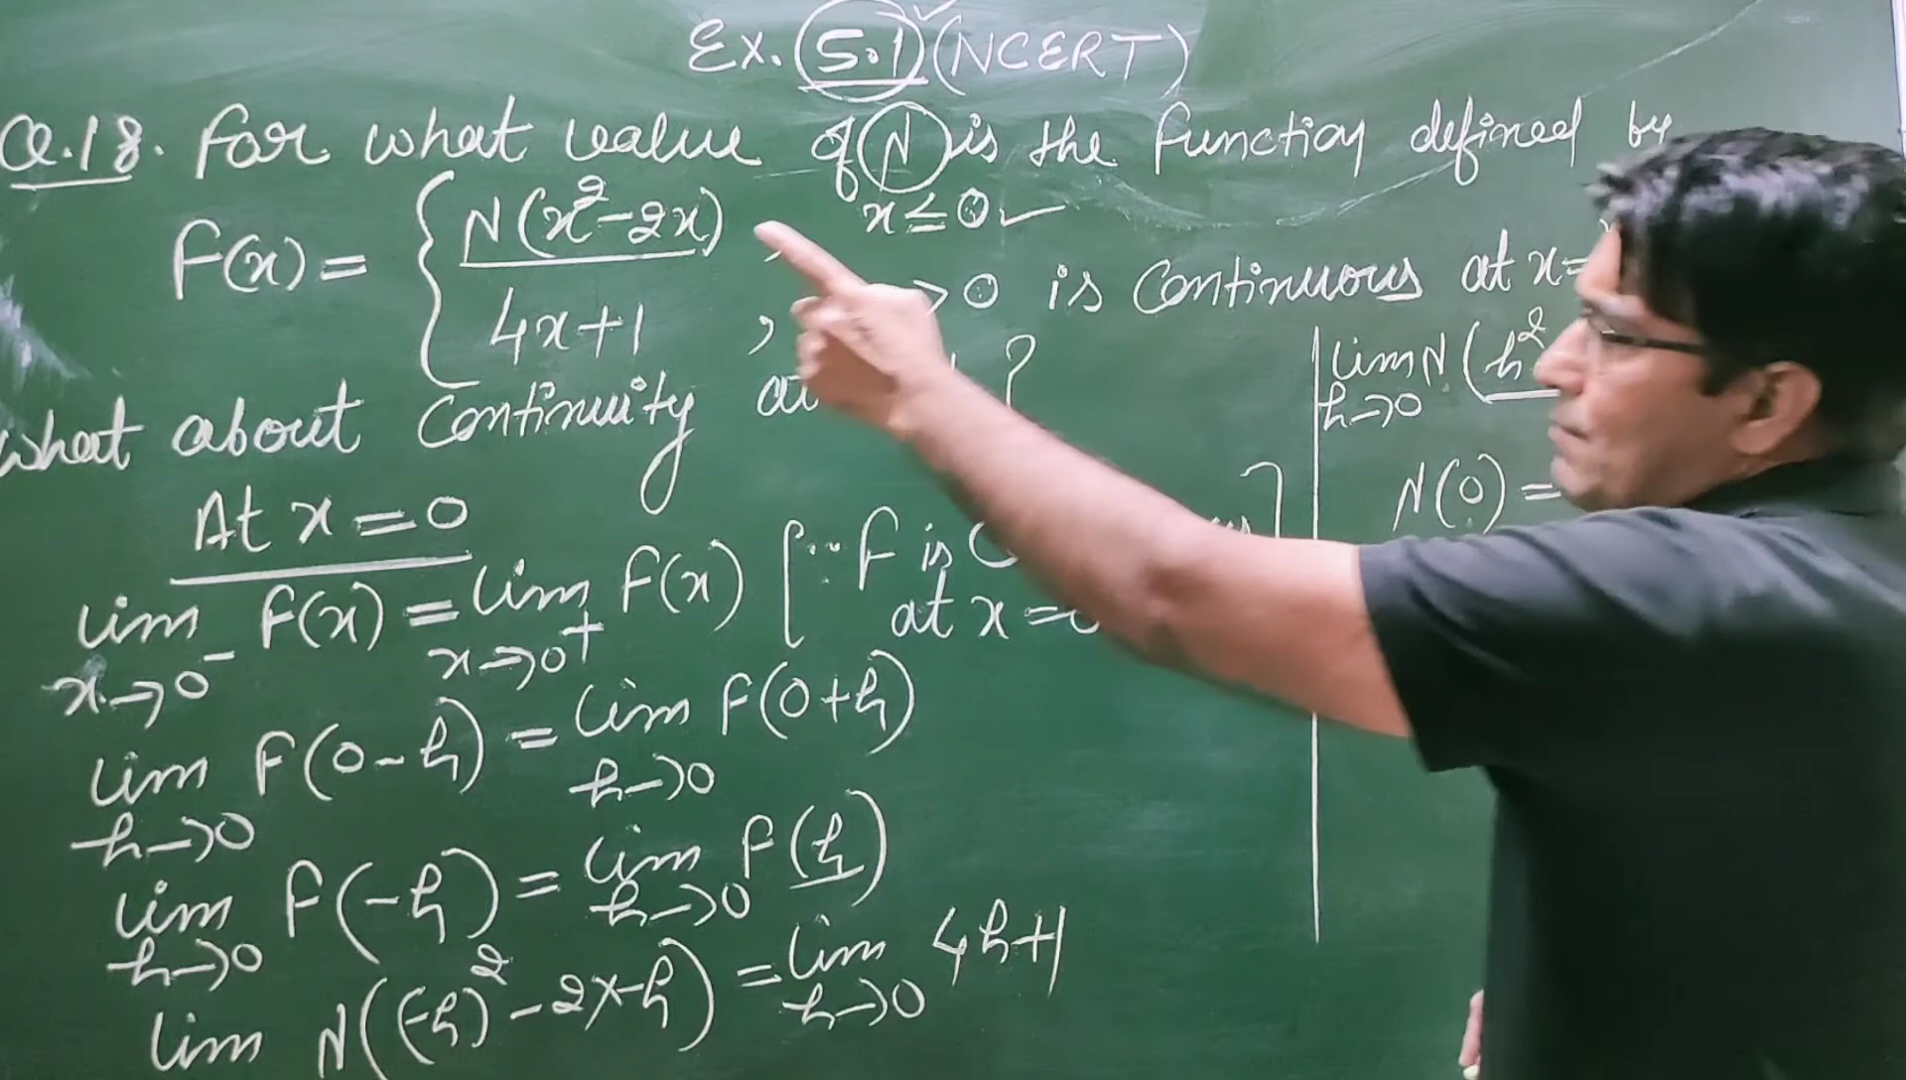 Ex. 5.1 (NCERT)
Q.18. For what value of N is the function defined by
F(x) = { N(x²-2x) , x ≤ 0 ✓
4x+1 , > 0 is continuous at x=
What about continuity at ?
At x = 0
lim x→0⁻ F(x) = lim x→0⁺ F(x) [∵ F is
at x =
lim h→0 F(0-h) = lim h→0 F(0+h)
lim h→0 F(-h) = lim h→0 F(h)
lim N((-h)²-2x-h) = lim h→0 4h+1
lim h→0 N(h²
N(0) =